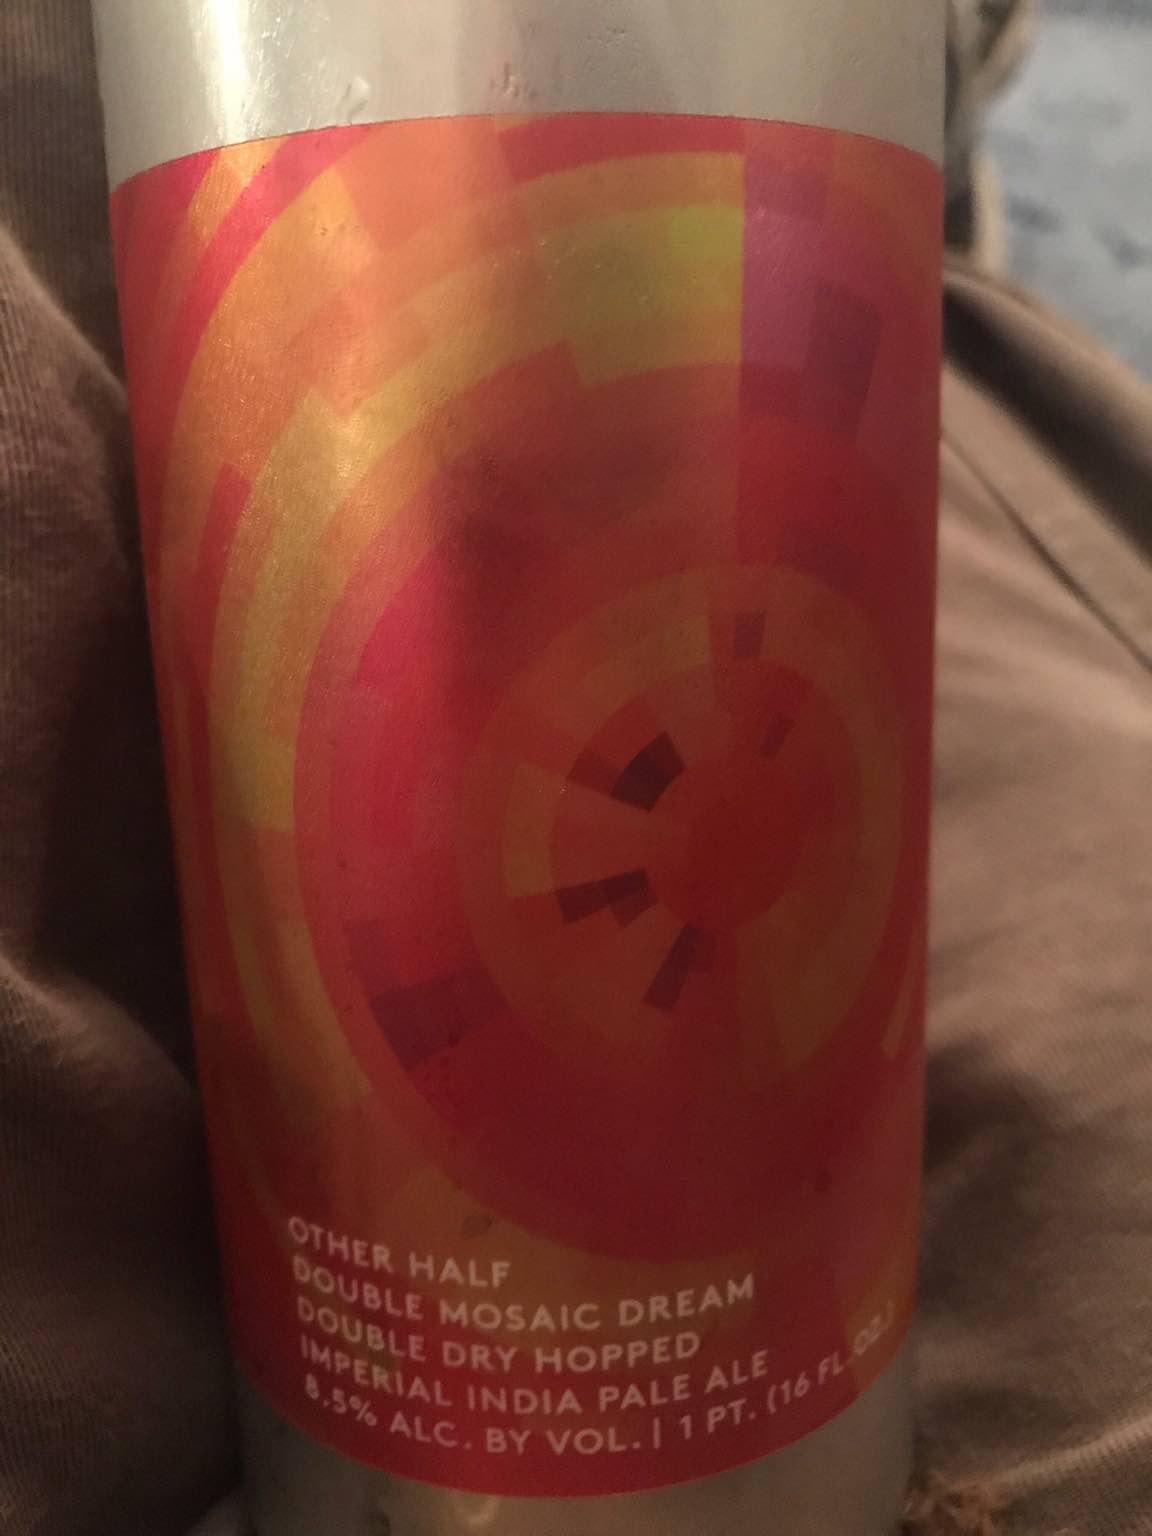 OTHER HALF
DOUBLE MOSAIC DREAM
DOUBLE DRY HOPPED
IMPERIAL INDIA PALE ALE
8.5% ALC. BY VOL. | 1 PT. (16 FL.OZ.)